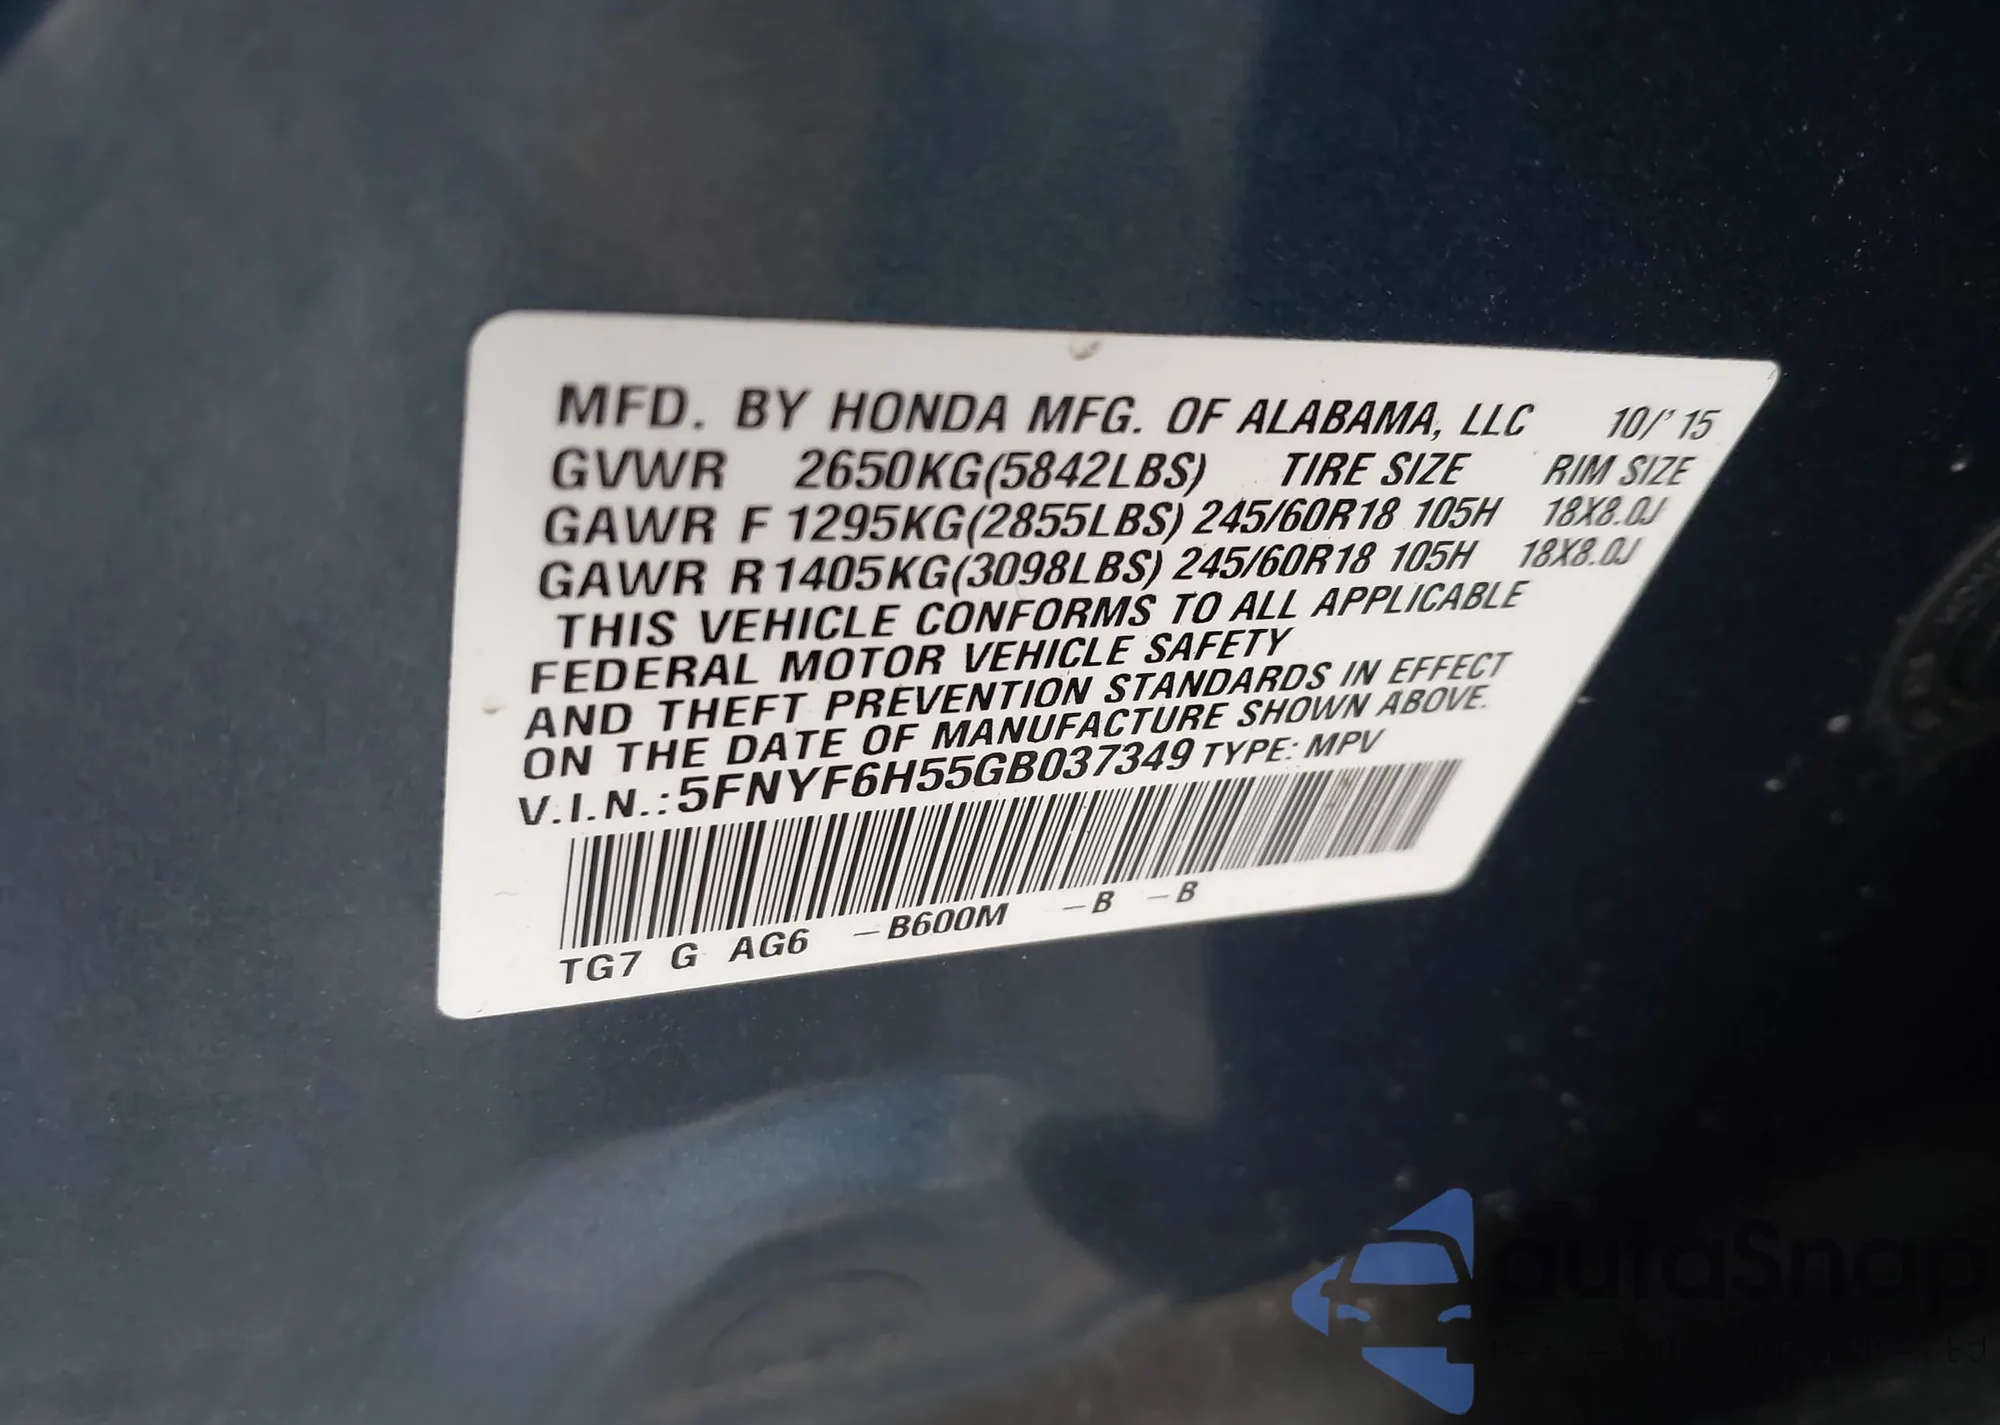 MFD. BY HONDA MFG. OF ALABAMA, LLC 10/'15
GVWR 2650KG(5842LBS) TIRE SIZE RIM SIZE
GAWR F 1295KG(2855LBS) 245/60R18 105H 18X8.0J
GAWR R 1405KG(3098LBS) 245/60R18 105H 18X8.0J
THIS VEHICLE CONFORMS TO ALL APPLICABLE
FEDERAL MOTOR VEHICLE SAFETY
AND THEFT PREVENTION STANDARDS IN EFFECT
ON THE DATE OF MANUFACTURE SHOWN ABOVE.
V.I.N.:5FNYF6H55GB037349 TYPE: MPV
TG7 G AG6 –B600M –B –B
autaSnap